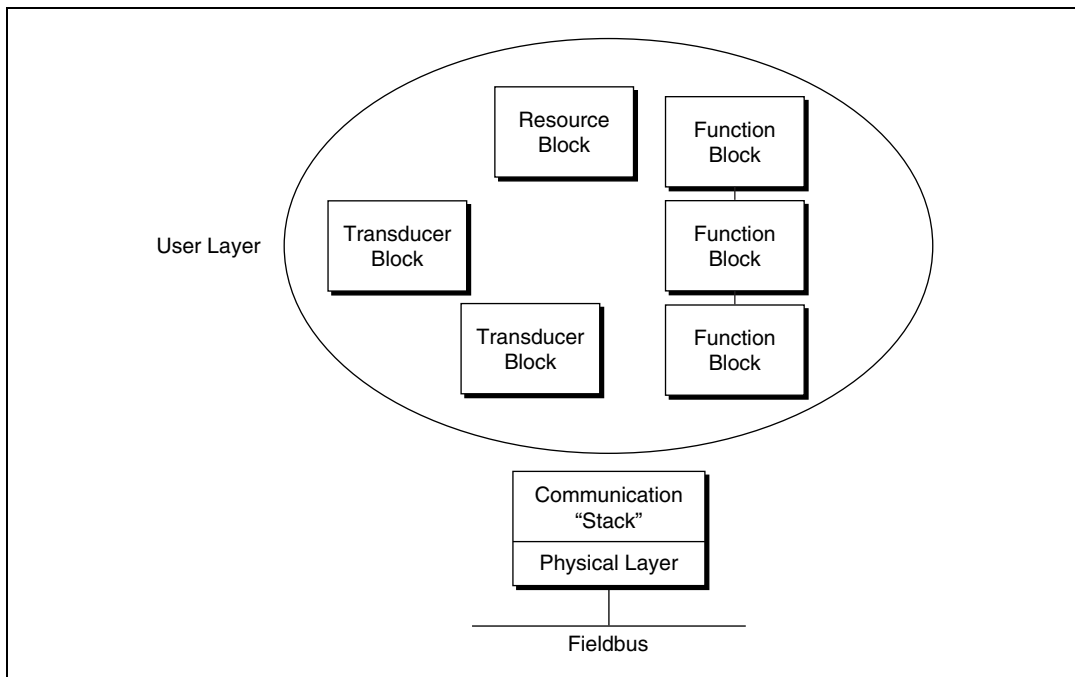 Resource
Block
Function
Block
User Layer
Transducer
Block
Function
Block
Transducer
Block
Function
Block
Communication
“Stack”
Physical Layer
Fieldbus